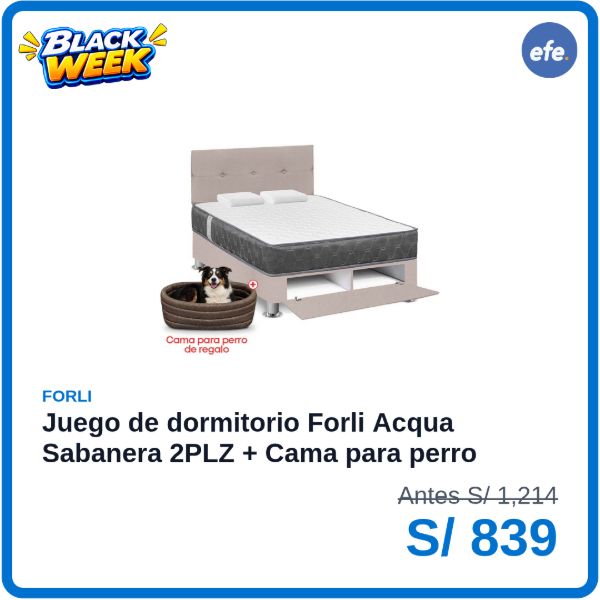 BLACK
WEEK
efe.
+
Cama para perro
de regalo
FORLI
Juego de dormitorio Forli Acqua
Sabanera 2PLZ + Cama para perro
Antes S/ 1,214
S/ 839